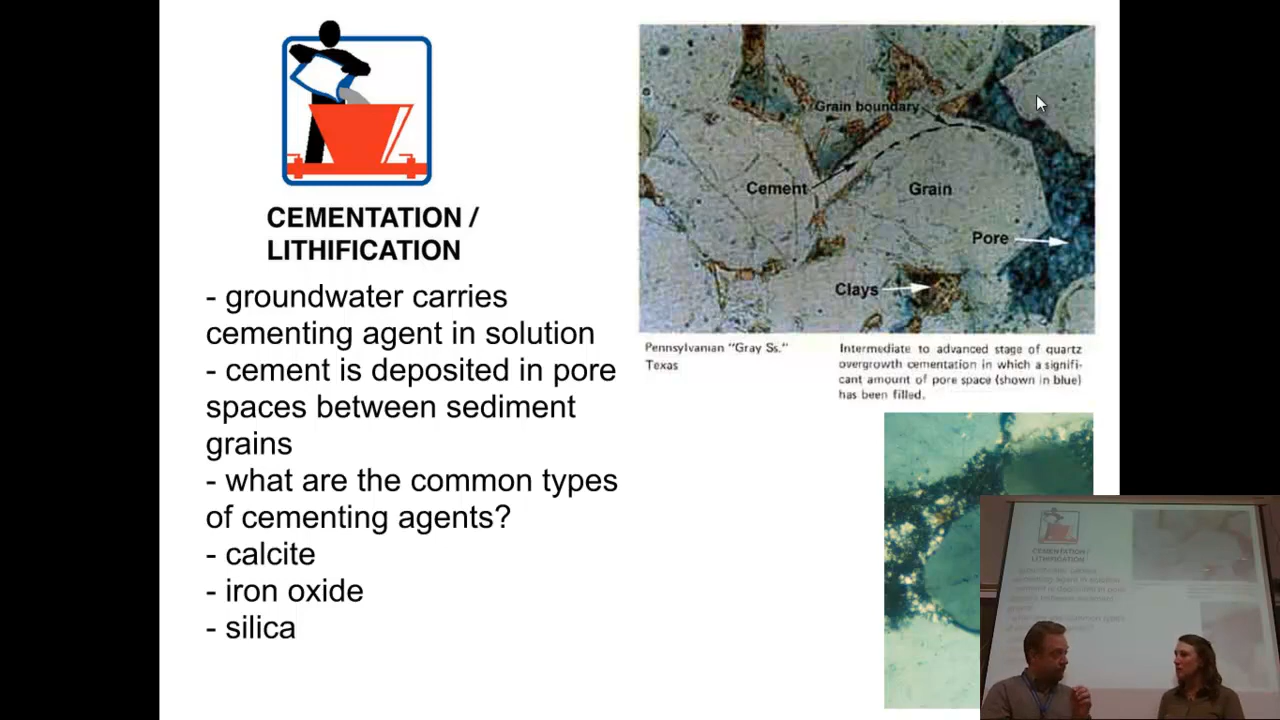 CEMENTATION /
LITHIFICATION
- groundwater carries
cementing agent in solution
- cement is deposited in pore
spaces between sediment
grains
- what are the common types
of cementing agents?
- calcite
- iron oxide
- silica
Grain boundary
Cement
Grain
Pore
Clays
Pennsylvanian "Gray Ss."
Texas
Intermediate to advanced stage of quartz
overgrowth cementation in which a signifi-
cant amount of pore space (shown in blue)
has been filled.
CEMENTATION /
LITHIFICATION